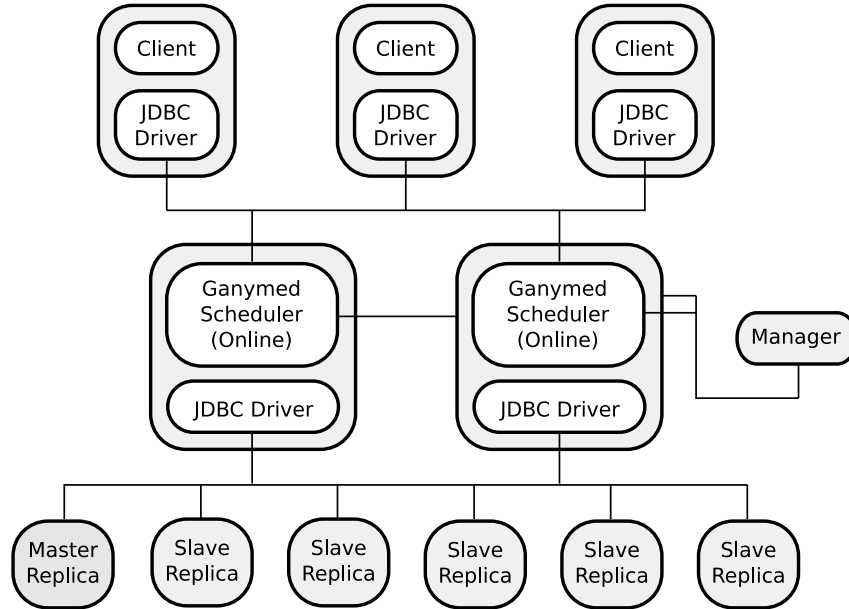 Client
Client
Client
JDBC
Driver
JDBC
Driver
JDBC
Driver
Ganymed
Scheduler
(Online)
Ganymed
Scheduler
(Online)
Manager
JDBC Driver
JDBC Driver
Master
Replica
Slave
Replica
Slave
Replica
Slave
Replica
Slave
Replica
Slave
Replica